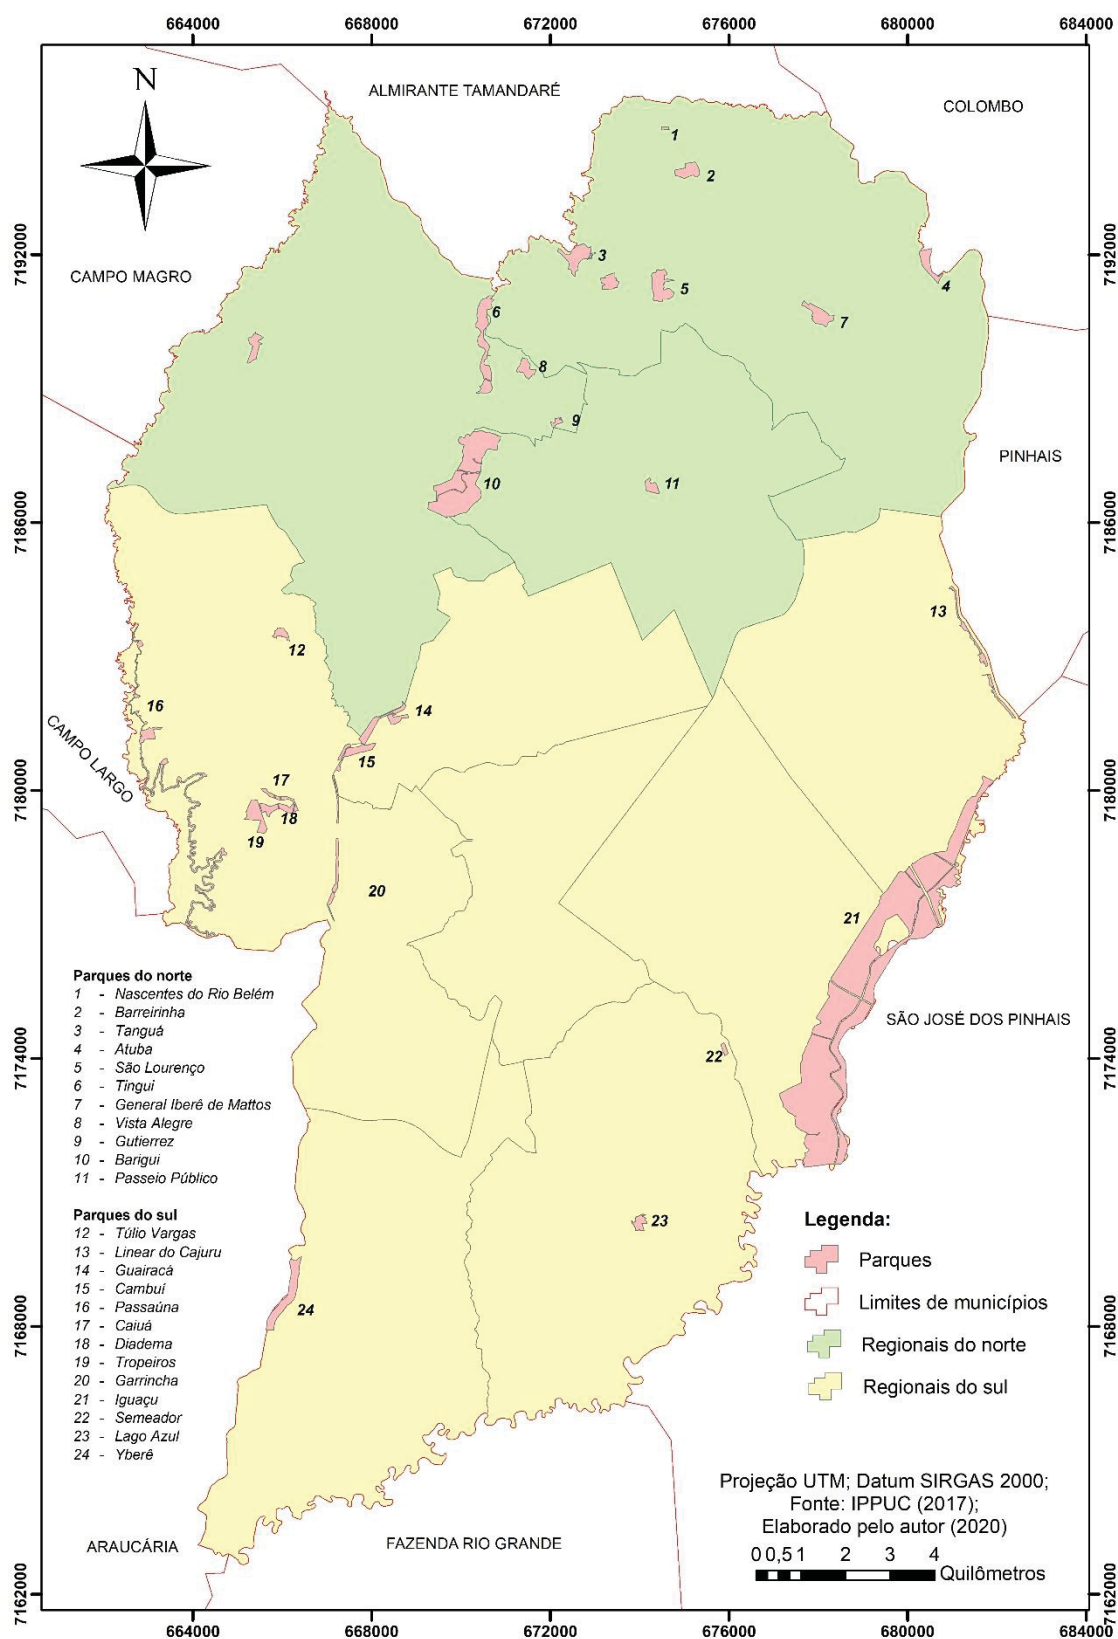 664000 668000 672000 676000 680000 684000
N
ALMIRANTE TAMANDARÉ
COLOMBO
1
2
7192000 7192000
3
CAMPO MAGRO
4
5
6
7
8
9
PINHAIS
10
11
7186000 7186000
13
12
16
14
CAMPO LARGO
15
17
7180000 7180000
18
19
20
21
Parques do norte
1 - Nascentes do Rio Belém
2 - Barreirinha
3 - Tanguá
4 - Atuba
5 - São Lourenço
6 - Tingui
7 - General Iberê de Mattos
8 - Vista Alegre
9 - Gutierrez
10 - Barigui
11 - Passeio Público
SÃO JOSÉ DOS PINHAIS
22
7174000 7174000
Parques do sul
12 - Túlio Vargas
13 - Linear do Cajuru
14 - Guairacá
15 - Cambuí
16 - Passaúna
17 - Caiuá
18 - Diadema
19 - Tropeiros
20 - Garrincha
21 - Iguaçu
22 - Semeador
23 - Lago Azul
24 - Yberê
23
24
7168000 7168000
Legenda:
Parques
Limites de municípios
Regionais do norte
Regionais do sul
Projeção UTM; Datum SIRGAS 2000;
Fonte: IPPUC (2017);
Elaborado pelo autor (2020)
0 0,5 1 2 3 4
Quilômetros
ARAUCÁRIA
FAZENDA RIO GRANDE
7162000 7162000
664000 668000 672000 676000 680000 684000